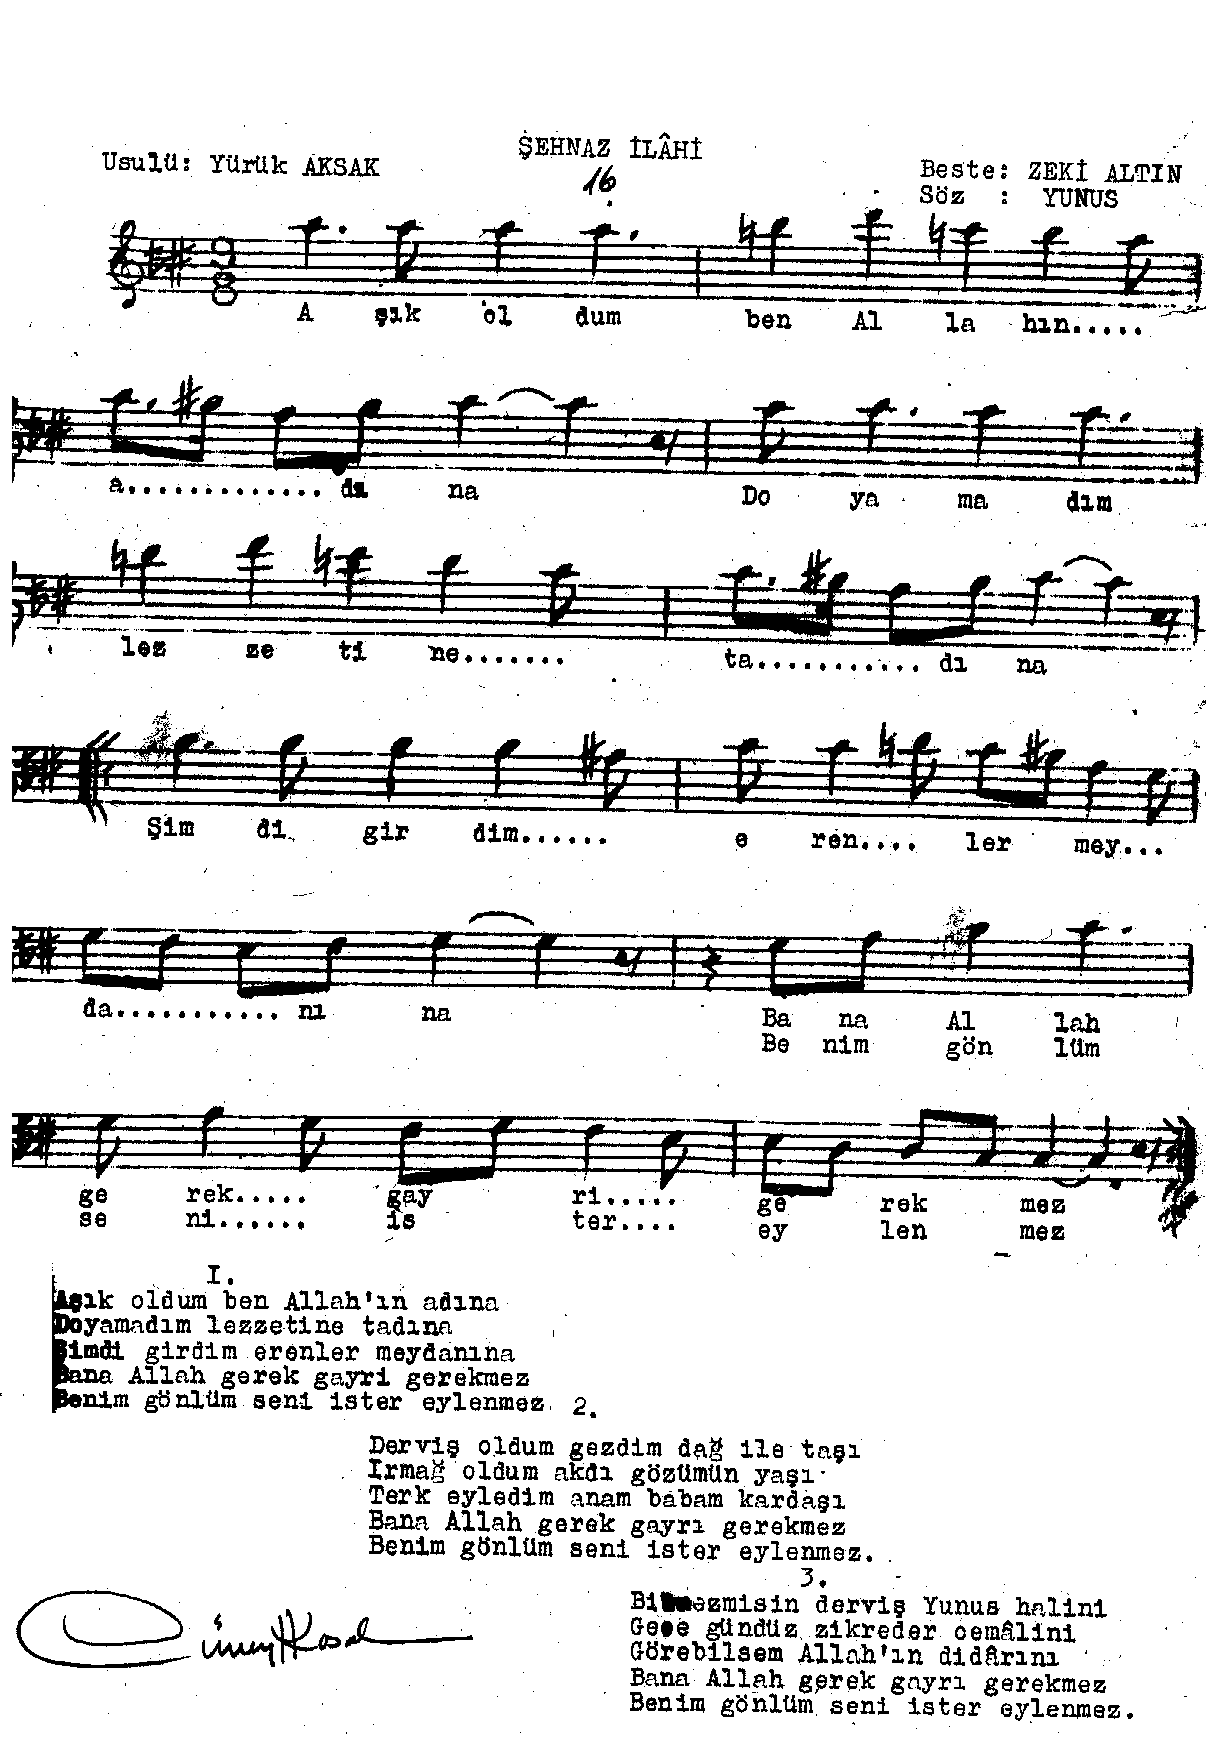 ŞEHNAZ İLÂHİ
Usulü: Yürük AKSAK
16
Beste: ZEKİ ALTIN
Söz : YUNUS
9
8
A şık ol dum ben Al la hın.....
a............. dı na Do ya ma dım
lez ze ti ne....... ta........... dı na
Şim di gir dim...... e ren.... ler mey...
da........... nı na Ba na Al lah
Be nim gön lüm
ge rek..... gay ri..... ge rek mez
se ni...... is ter.... ey len mez
I.
Aşık oldum ben Allah'ın adına
Doyamadım lezzetine tadına
Şimdi girdim erenler meydanına
Bana Allah gerek gayri gerekmez
Benim gönlüm seni ister eylenmez.
2.
Derviş oldum gezdim dağ ile taşı
Irmağ oldum akdı gözümün yaşı
Terk eyledim anam babam kardaşı
Bana Allah gerek gayrı gerekmez
Benim gönlüm seni ister eylenmez.
3.
Bilmezmisin derviş Yunus halini
Gece gündüz zikreder cemâlini
Görebilsem Allah'ın didârını
Bana Allah gerek gayrı gerekmez
Benim gönlüm seni ister eylenmez.
Cüneyt Kosal